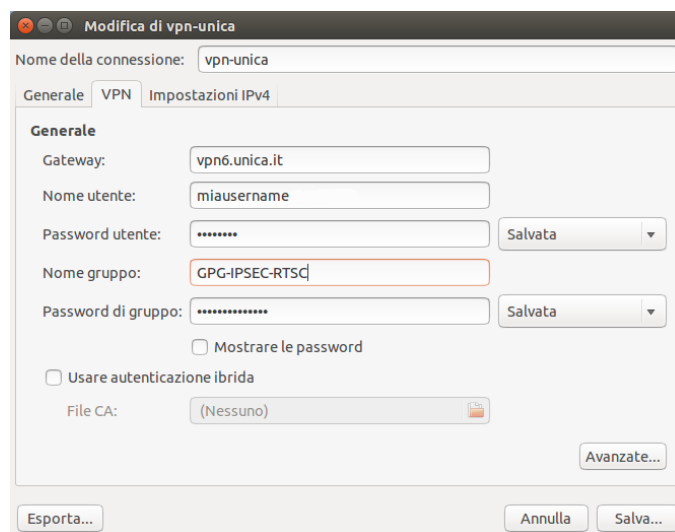 Modifica di vpn-unica
Nome della connessione: vpn-unica
Generale VPN Impostazioni IPv4
Generale
Gateway: vpn6.unica.it
Nome utente: miausername
Password utente: •••••••• Salvata
Nome gruppo: GPG-IPSEC-RTSC
Password di gruppo: •••••••••••••• Salvata
Mostrare le password
Usare autenticazione ibrida
File CA: (Nessuno)
Avanzate...
Esporta... Annulla Salva...